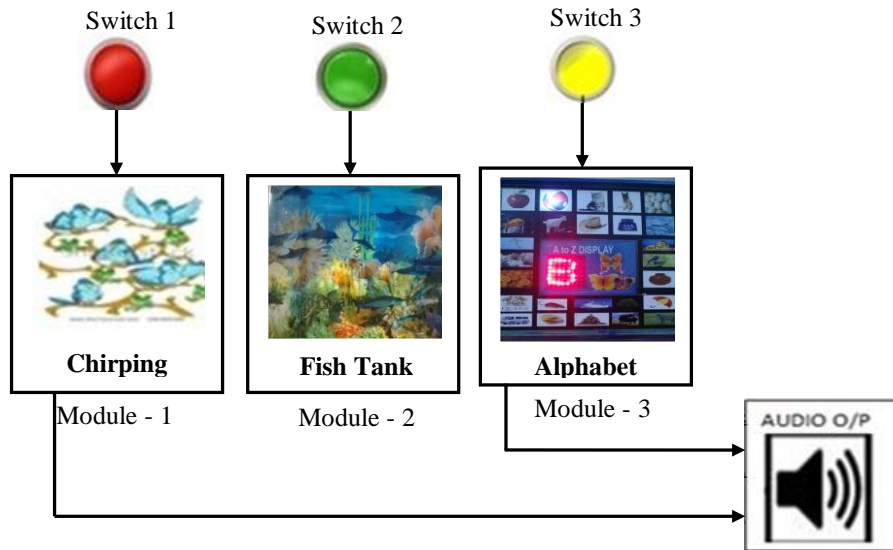 Switch 1
Switch 2
Switch 3
A to Z DISPLAY
B
Chirping
Fish Tank
Alphabet
Module - 1
Module - 2
Module - 3
AUDIO O/P